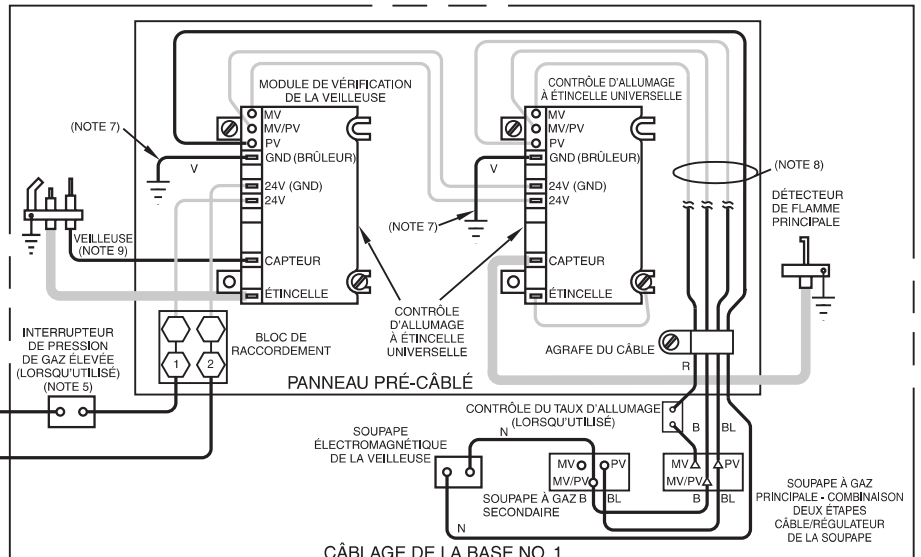 MODULE DE VÉRIFICATION
DE LA VEILLEUSE
CONTRÔLE D'ALLUMAGE
À ÉTINCELLE UNIVERSELLE
(NOTE 7)
MV
MV/PV
PV
GND (BRÛLEUR)
V
24V (GND)
24V
CAPTEUR
ÉTINCELLE
MV
MV/PV
PV
GND (BRÛLEUR)
V
24V (GND)
24V
CAPTEUR
ÉTINCELLE
(NOTE 7)
(NOTE 8)
DÉTECTEUR
DE FLAMME
PRINCIPALE
VEILLEUSE
(NOTE 9)
INTERRUPTEUR
DE PRESSION
DE GAZ ÉLEVÉE
(LORSQU'UTILISÉ)
(NOTE 5)
1
2
BLOC DE
RACCORDEMENT
CONTRÔLE
D'ALLUMAGE
À ÉTINCELLE
UNIVERSELLE
AGRAFE DU CÂBLE
R
PANNEAU PRÉ-CÂBLÉ
CONTRÔLE DU TAUX D'ALLUMAGE
(LORSQU'UTILISÉ)
B
BL
SOUPAPE
ÉLECTROMAGNÉTIQUE
DE LA VEILLEUSE
N
N
MV
PV
MV/PV
SOUPAPE À GAZ
SECONDAIRE
B
BL
MV
PV
MV/PV
B
BL
SOUPAPE À GAZ
PRINCIPALE - COMBINAISON
DEUX ÉTAPES
CÂBLE/RÉGULATEUR
DE LA SOUPAPE
CÂBLAGE DE LA BASE NO. 1